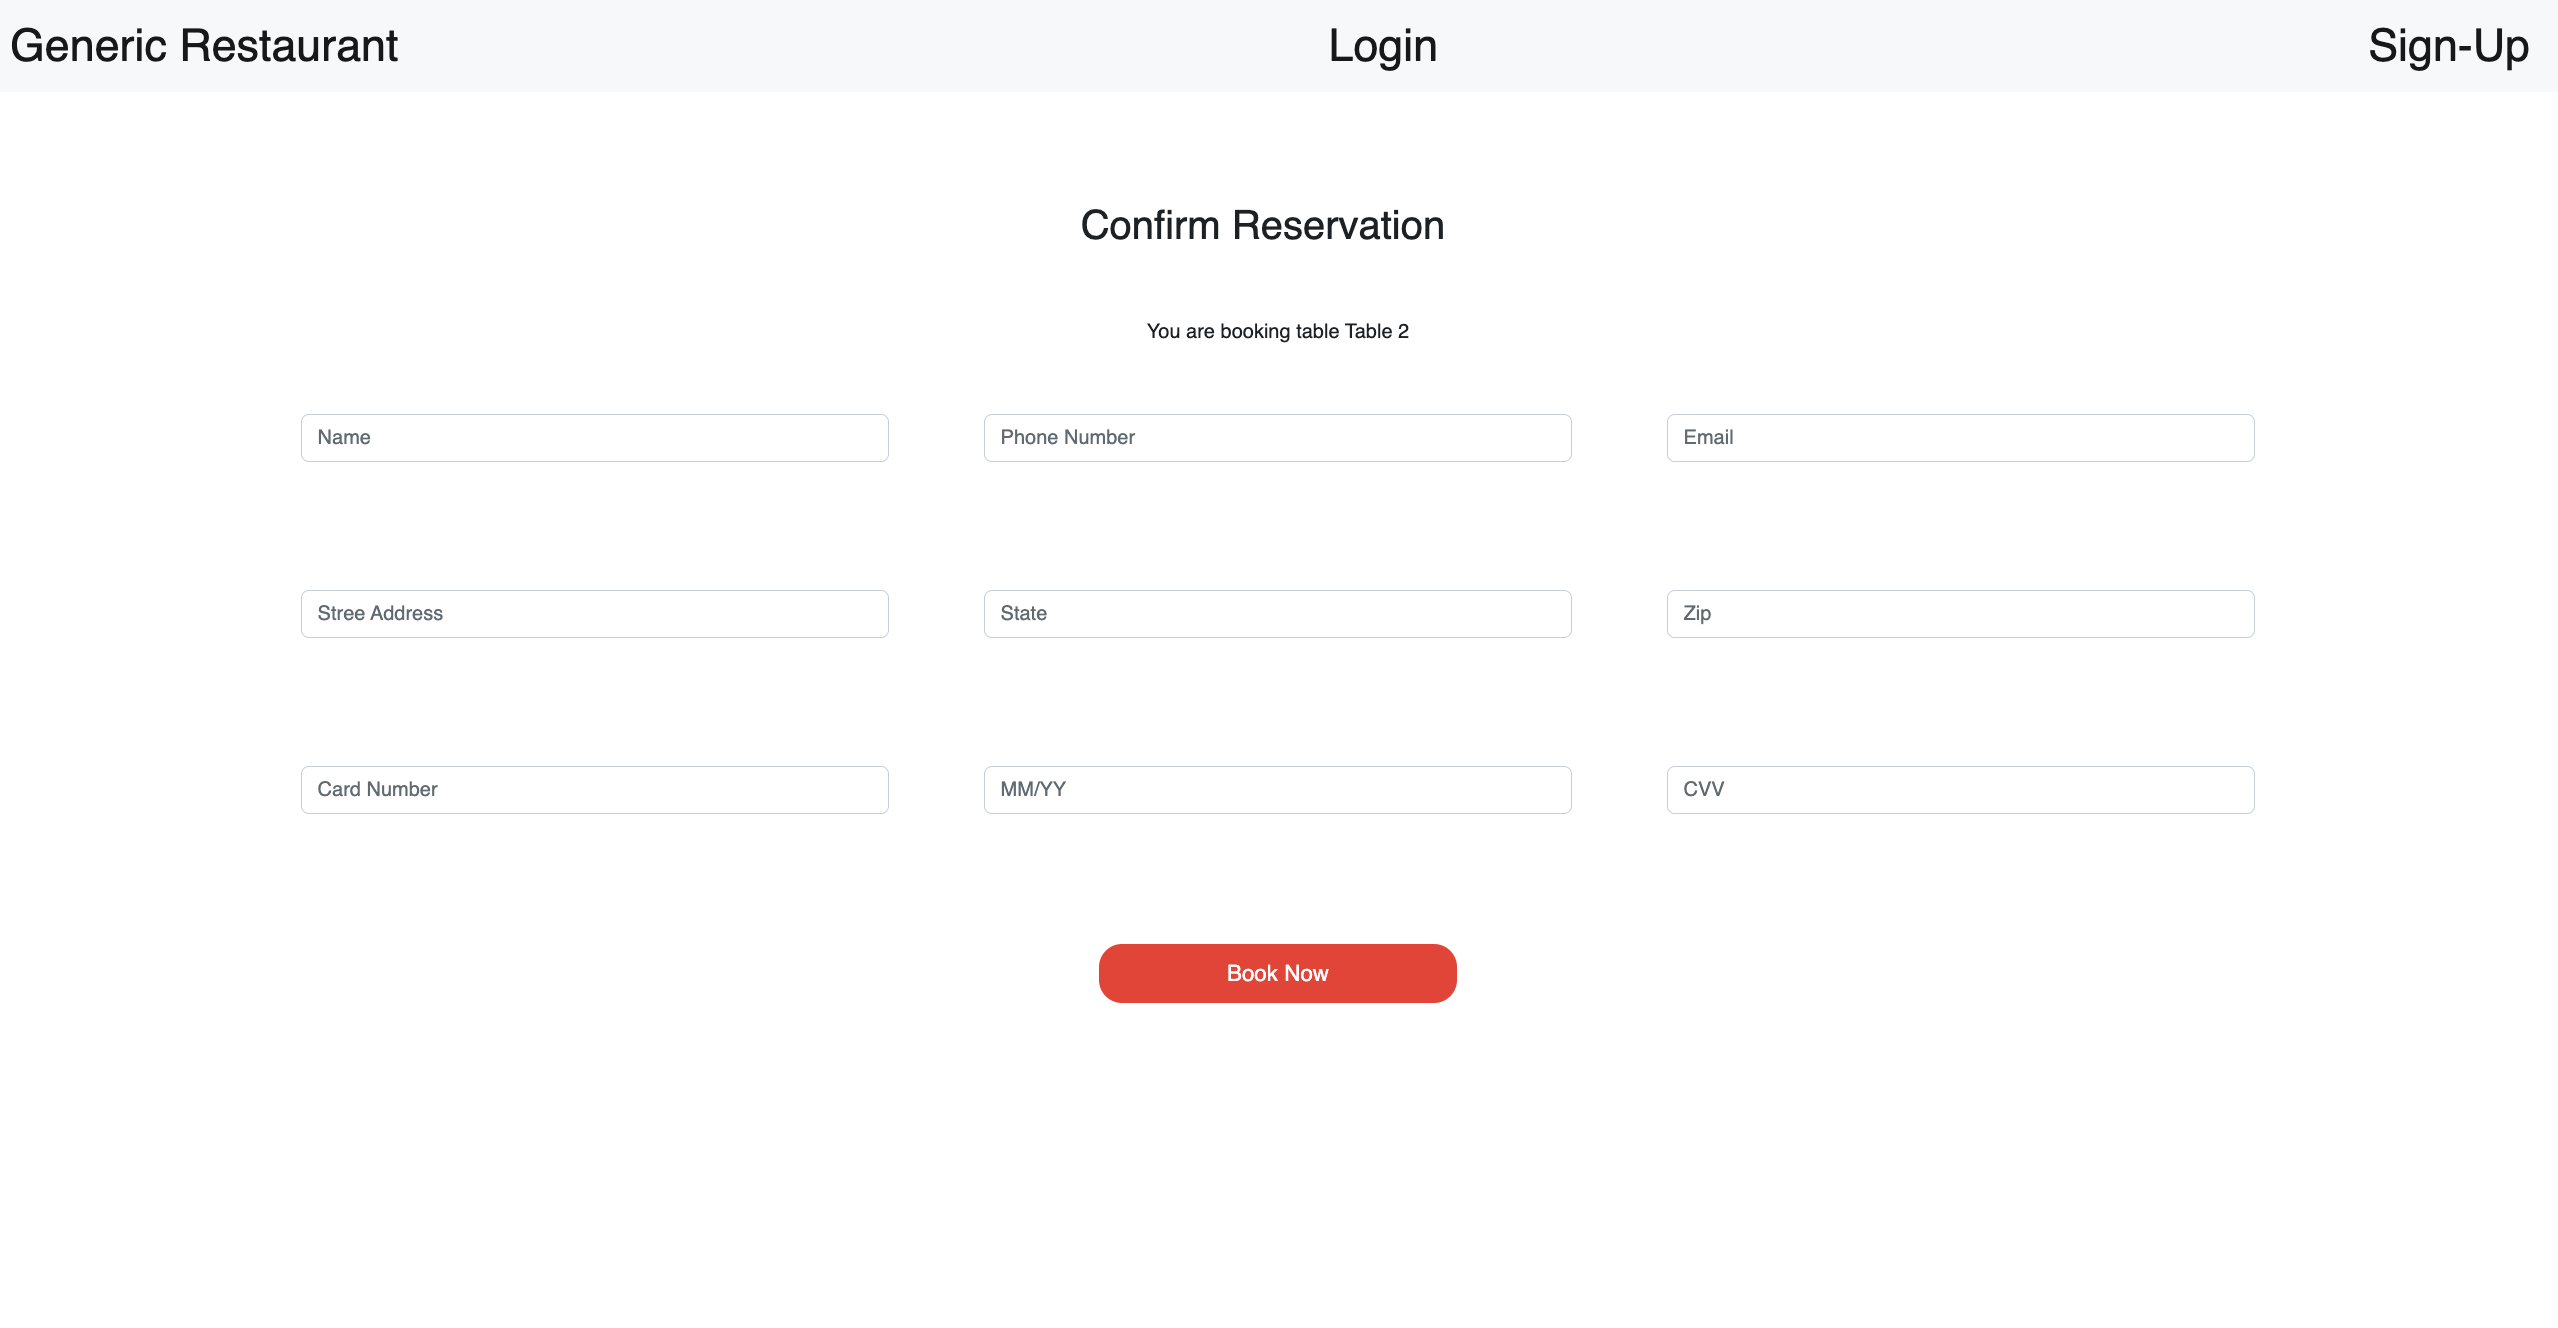 Generic Restaurant Login Sign-Up
Confirm Reservation
You are booking table Table 2
Name Phone Number Email
Stree Address State Zip
Card Number MM/YY CVV
Book Now